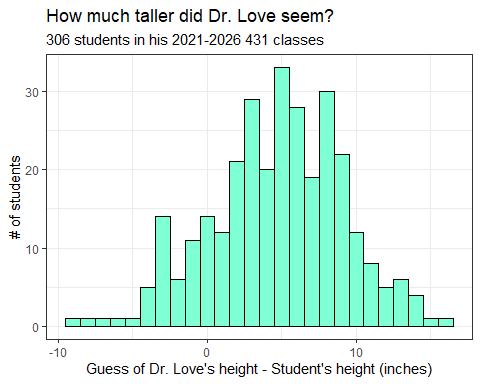 How much taller did Dr. Love seem?
306 students in his 2021-2026 431 classes
# of students
30
20
10
0
-10
0
10
Guess of Dr. Love's height - Student's height (inches)